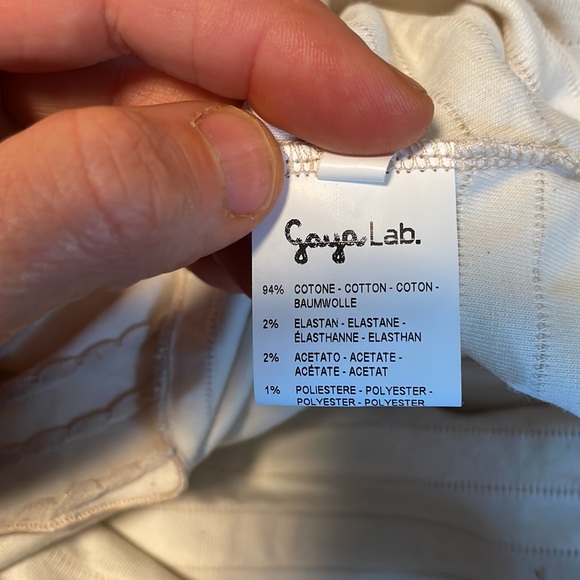 Gaya Lab.
94% COTONE - COTTON - COTON -
BAUMWOLLE
2% ELASTAN - ELASTANE -
ÉLASTHANNE - ELASTHAN
2% ACETATO - ACETATE -
ACÉTATE - ACETAT
1% POLIESTERE - POLYESTER -
POLYESTER - POLYESTER